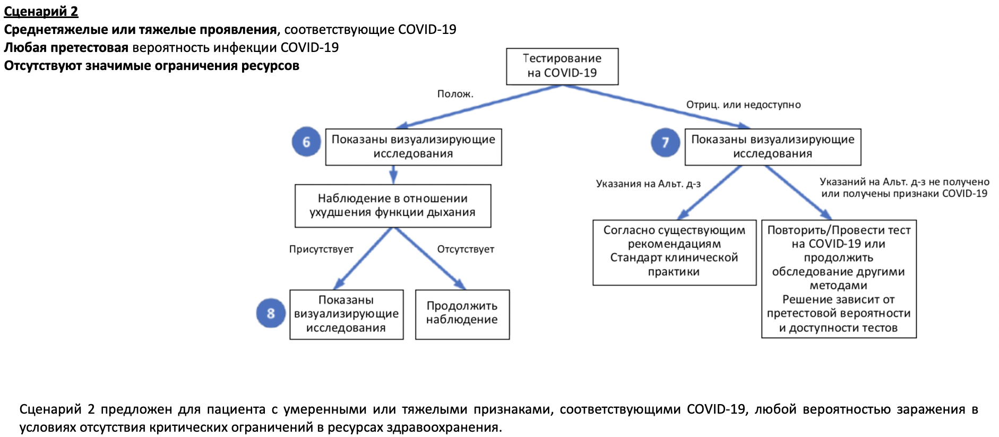 Сценарий 2
Среднетяжелые или тяжелые проявления, соответствующие COVID-19
Любая претестовая вероятность инфекции COVID-19
Отсутствуют значимые ограничения ресурсов
Тестирование
на COVID-19
Полож.
Отриц. или недоступно
6
Показаны визуализирующие
исследования
7
Показаны визуализирующие
исследования
Наблюдение в отношении
ухудшения функции дыхания
Указания на Альт. д-з
Указаний на Альт. д-з не получено
или получены признаки COVID-19
Присутствует
Отсутствует
Согласно существующим
рекомендациям
Стандарт клинической
практики
Повторить/Провести тест
на COVID-19 или
продолжить
обследование другими
методами
Решение зависит от
претестовой вероятности
и доступности тестов
8
Показаны
визуализирующие
исследования
Продолжить
наблюдение
Сценарий 2 предложен для пациента с умеренными или тяжелыми признаками, соответствующими COVID-19, любой вероятностью заражения в
условиях отсутствия критических ограничений в ресурсах здравоохранения.